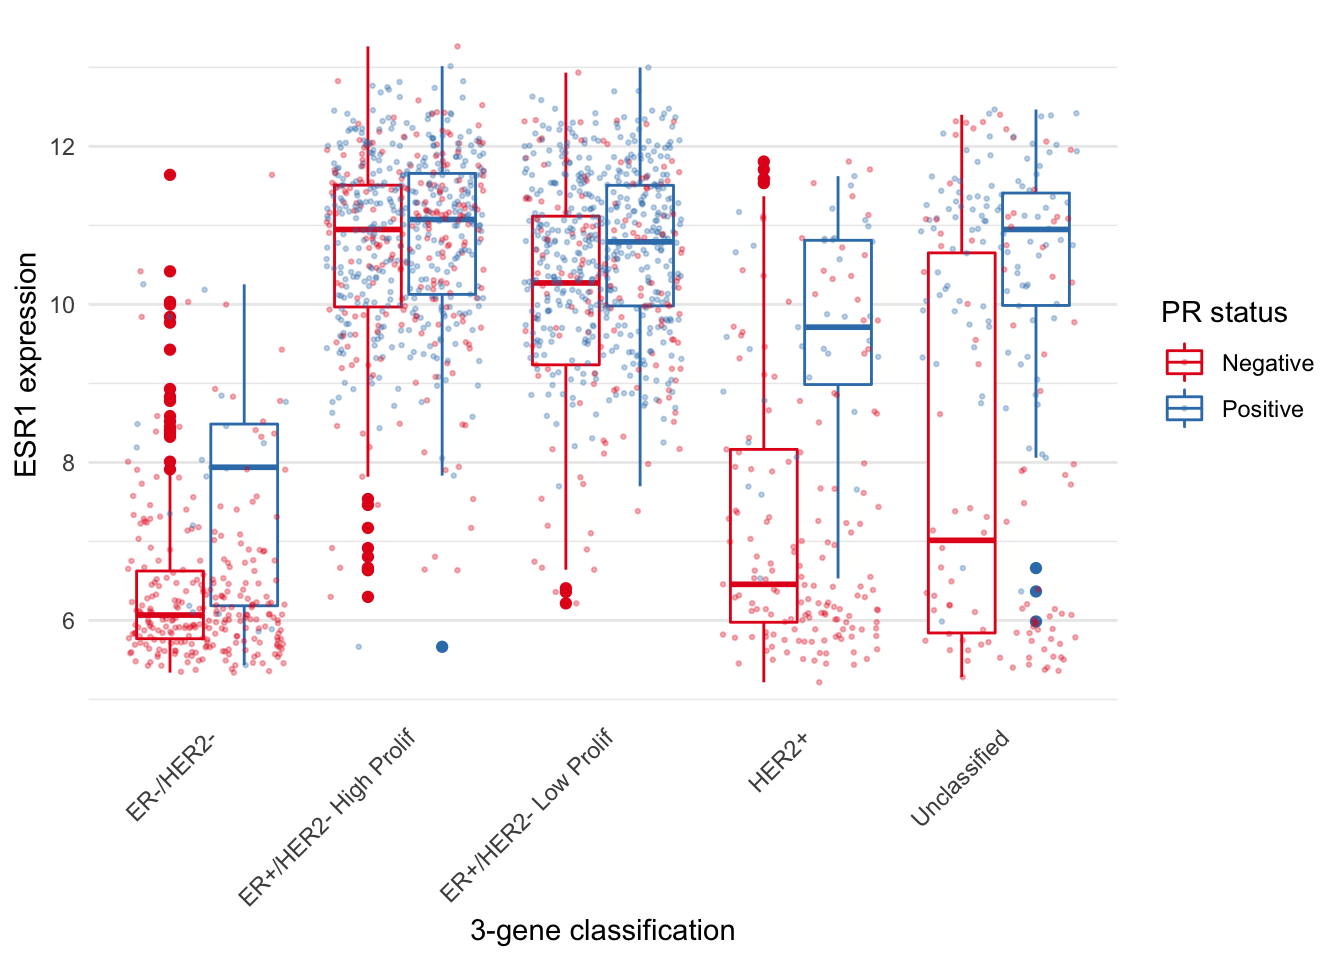 ESR1 expression
12
10
8
6
ER-/HER2-
ER+/HER2- High Prolif
ER+/HER2- Low Prolif
HER2+
Unclassified
3-gene classification
PR status
Negative
Positive